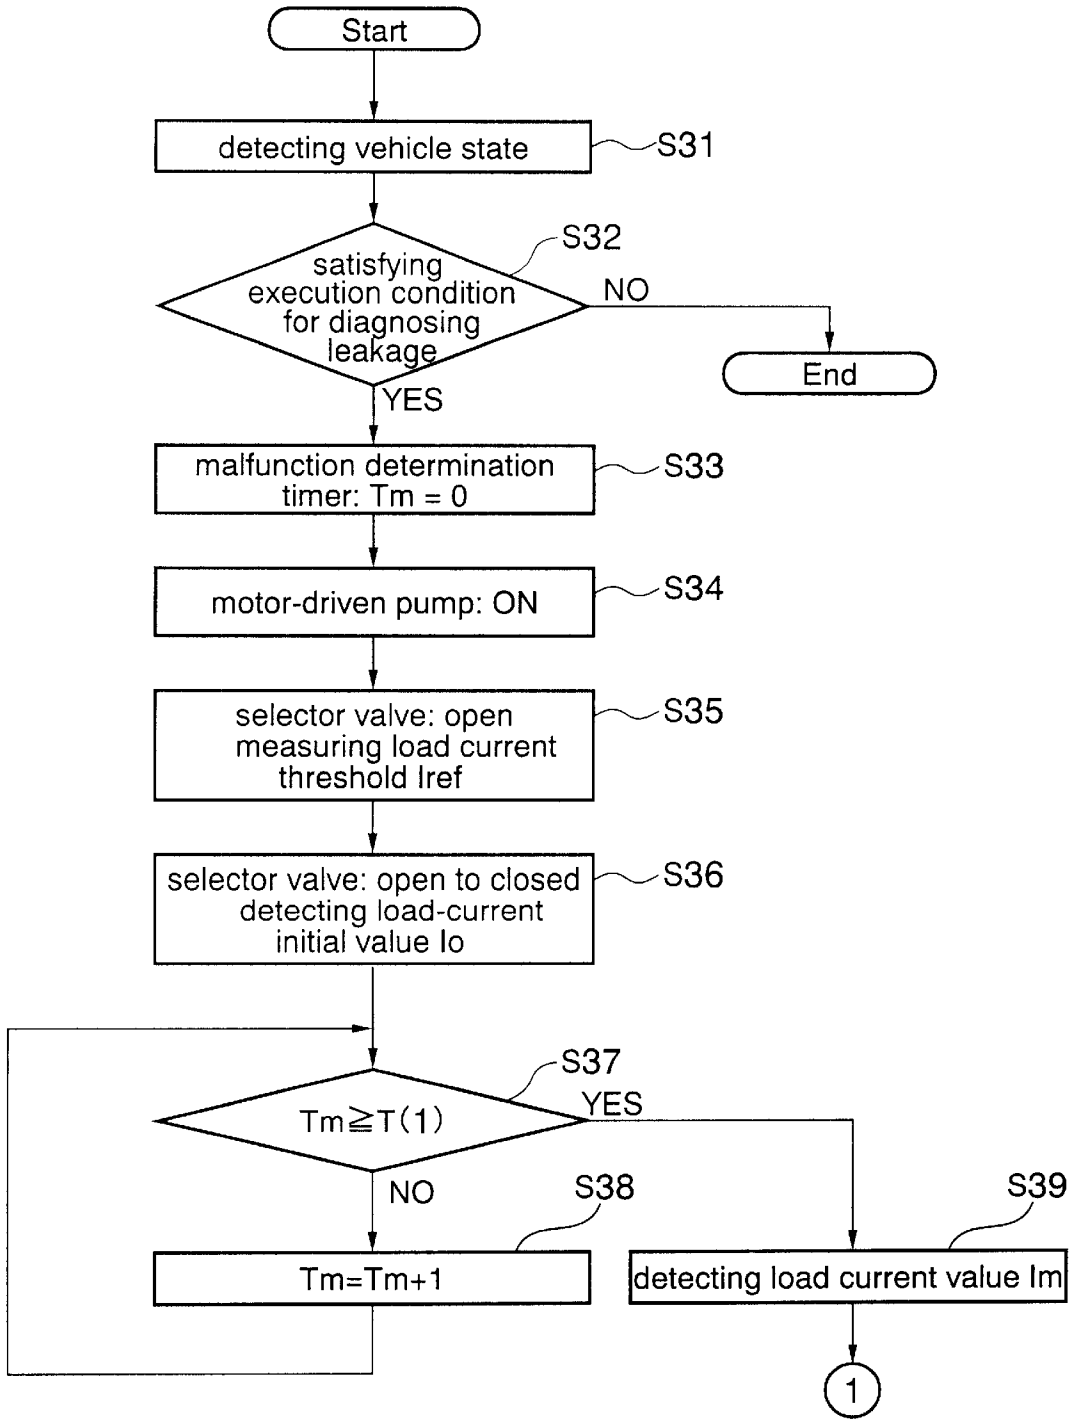 Start
detecting vehicle state
S31
S32
satisfying
execution condition
for diagnosing
leakage
NO
End
YES
malfunction determination
timer: Tm = 0
S33
motor-driven pump: ON
S34
selector valve: open
measuring load current
threshold Iref
S35
selector valve: open to closed
detecting load-current
initial value Io
S36
S37
Tm≧T(1)
YES
NO
S38
Tm=Tm+1
S39
detecting load current value Im
1